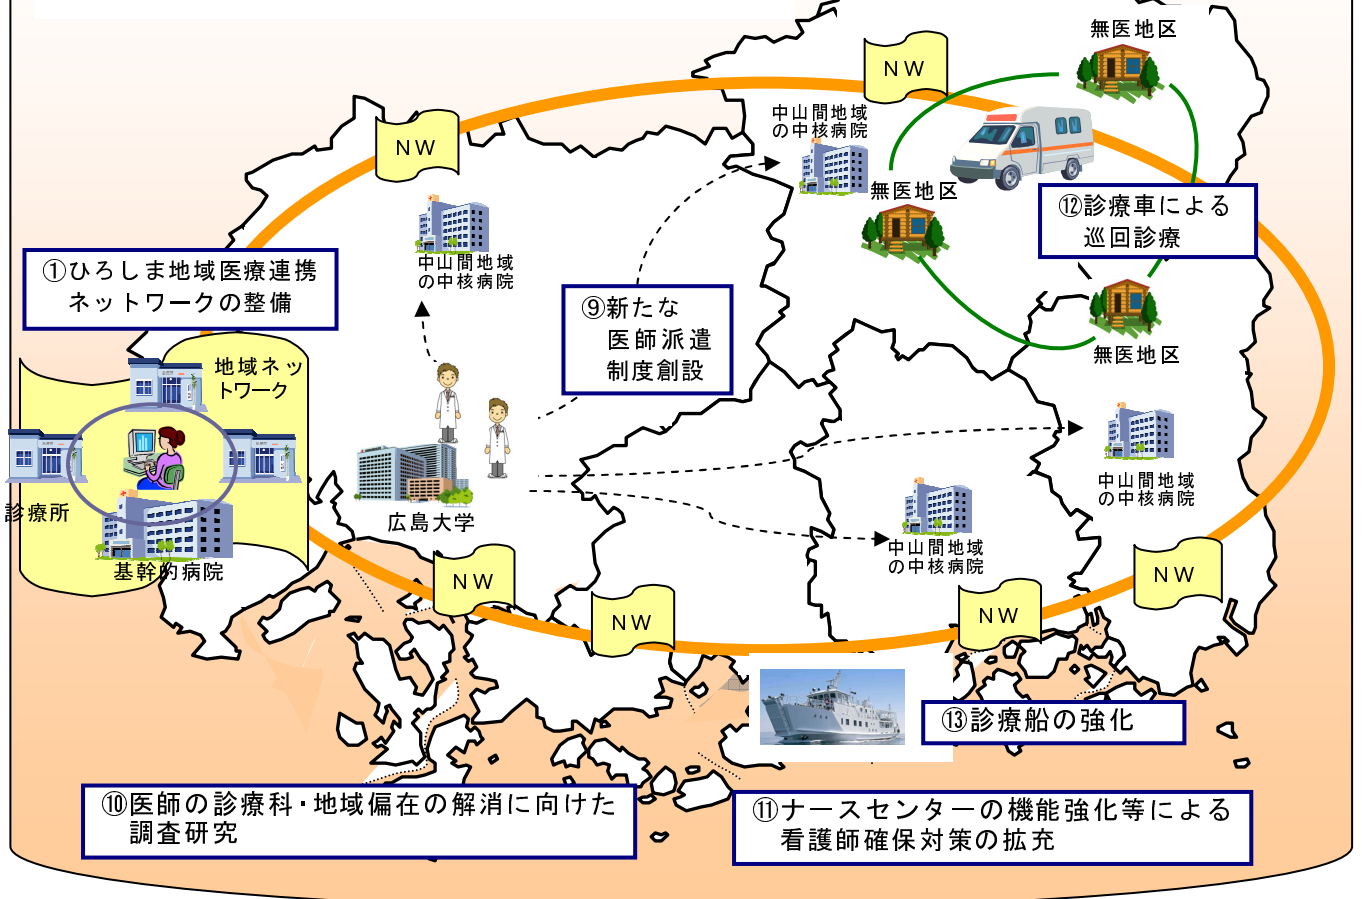 無医地区
NW
中山間地域
の中核病院
NW
無医地区
⑫診療車による
巡回診療
中山間地域
の中核病院
①ひろしま地域医療連携
ネットワークの整備
⑨新たな
医師派遣
制度創設
無医地区
地域ネッ
トワーク
中山間地域
の中核病院
診療所
広島大学
中山間地域
の中核病院
基幹的病院
NW
NW
NW
NW
⑬診療船の強化
⑩医師の診療科・地域偏在の解消に向けた
調査研究
⑪ナースセンターの機能強化等による
看護師確保対策の拡充